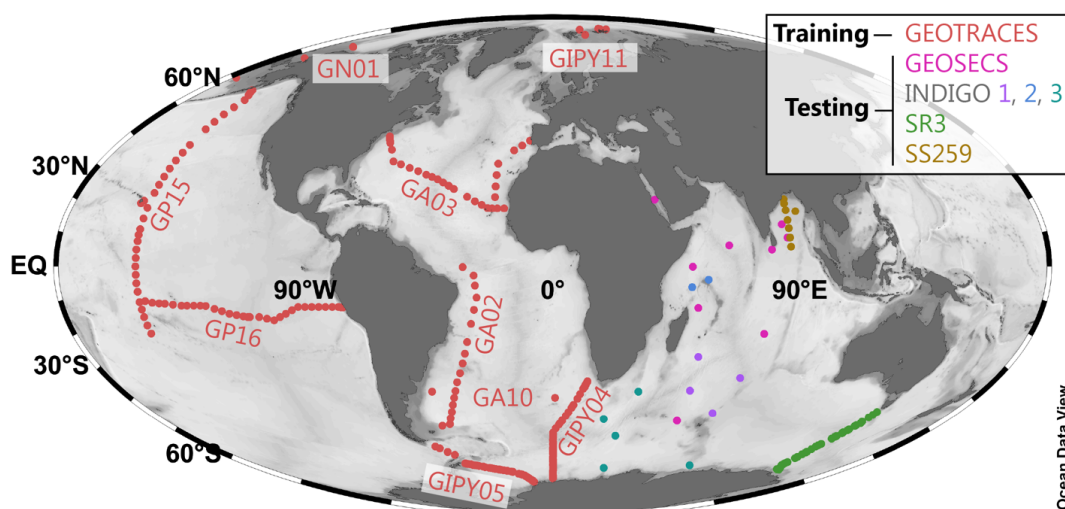 Training — GEOTRACES
GEOSECS
Testing
INDIGO 1, 2, 3
SR3
SS259
GN01
GIPY11
60°N
30°N
GP15
GA03
EQ
90°W
0°
90°E
GP16
GA02
30°S
GA10
GIPY04
60°S
GIPY05
Ocean Data View